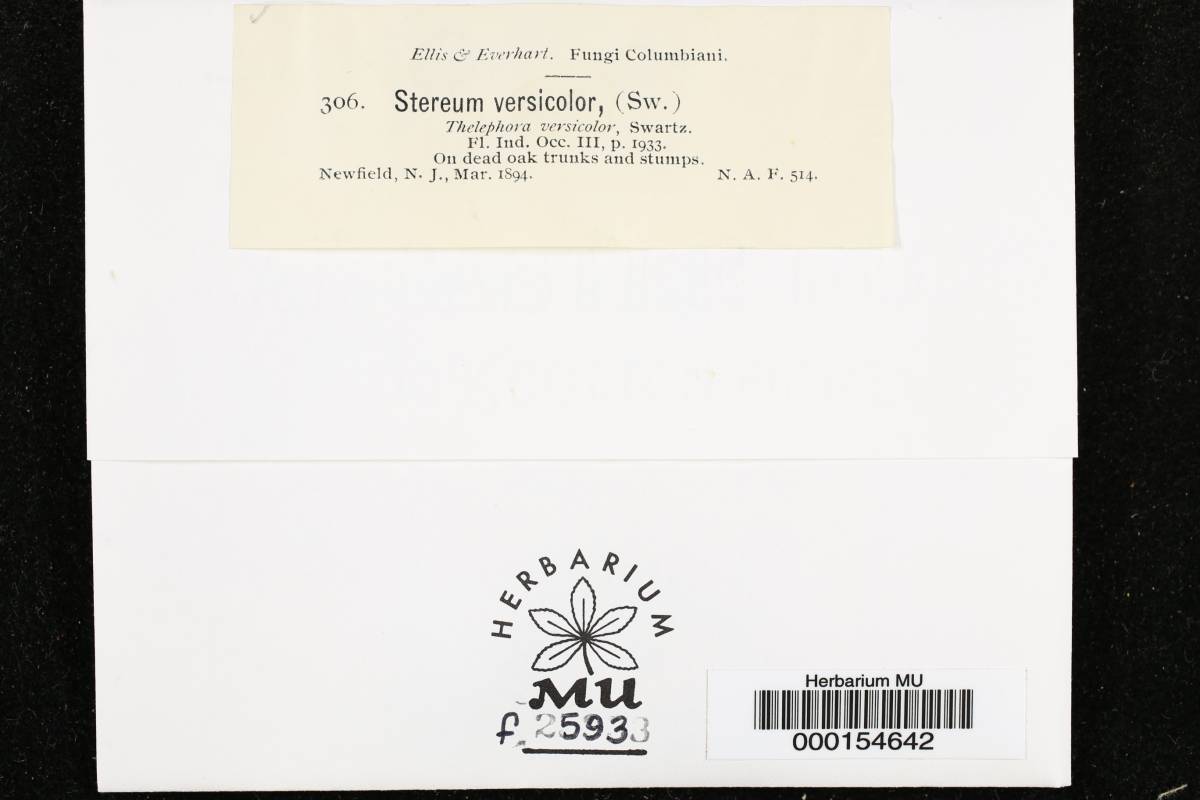 Ellis & Everhart. Fungi Columbiani.
306. Stereum versicolor, (Sw.)
Thelephora versicolor, Swartz.
Fl. Ind. Occ. III, p. 1933.
On dead oak trunks and stumps.
Newfield, N. J., Mar. 1894. N. A. F. 514.
HERBARIUM
MU
f. 25933
Herbarium MU
000154642